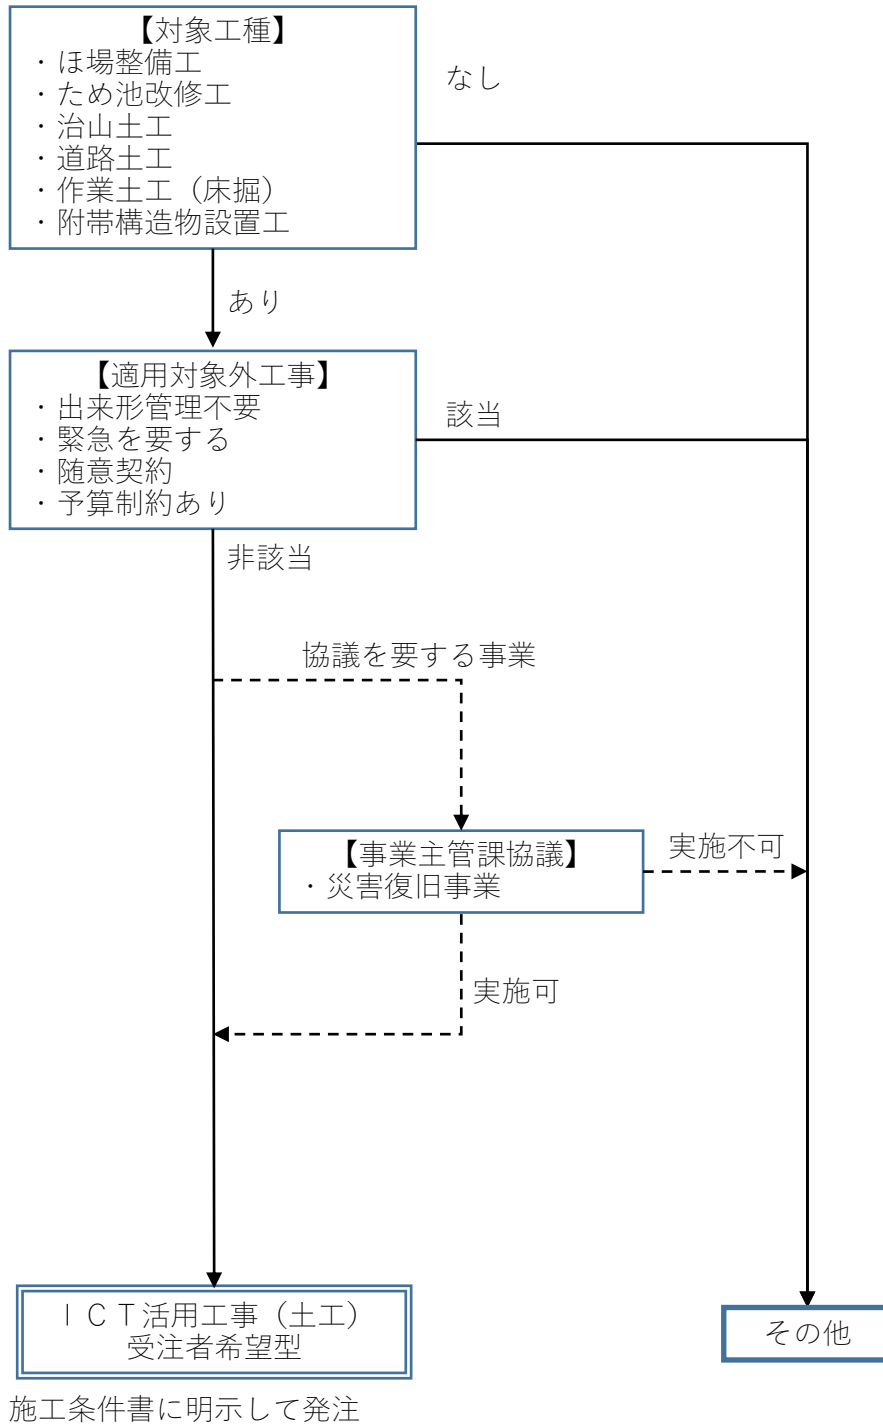 【対象工種】
・ほ場整備工
・ため池改修工
・治山土工
・道路土工
・作業土工（床掘）
・附帯構造物設置工
なし
あり
【適用対象外工事】
・出来形管理不要
・緊急を要する
・随意契約
・予算制約あり
該当
非該当
協議を要する事業
【事業主管課協議】
・災害復旧事業
実施不可
実施可
ＩＣＴ活用工事（土工）
受注者希望型
その他
施工条件書に明示して発注